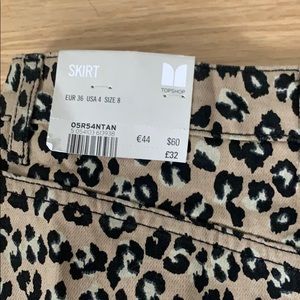 SKIRT
TOPSHOP
EUR 36 USA 4 SIZE 8
05R54NTAN
€44 $60
£32